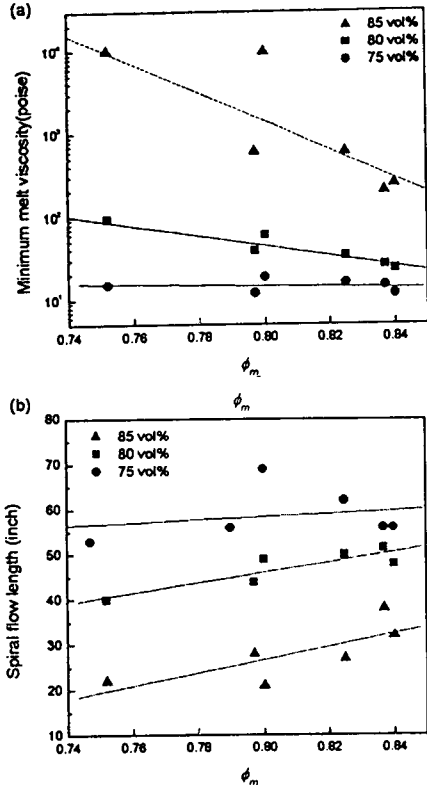 (a)
85 vol%
80 vol%
75 vol%
Minimum melt viscosity(poise)
10⁴
10³
10²
10¹
0.74 0.76 0.78 0.80 0.82 0.84
ϕm
(b)
ϕm
85 vol%
80 vol%
75 vol%
Spiral flow length (inch)
80
70
60
50
40
30
20
10
0.74 0.76 0.78 0.80 0.82 0.84
ϕm